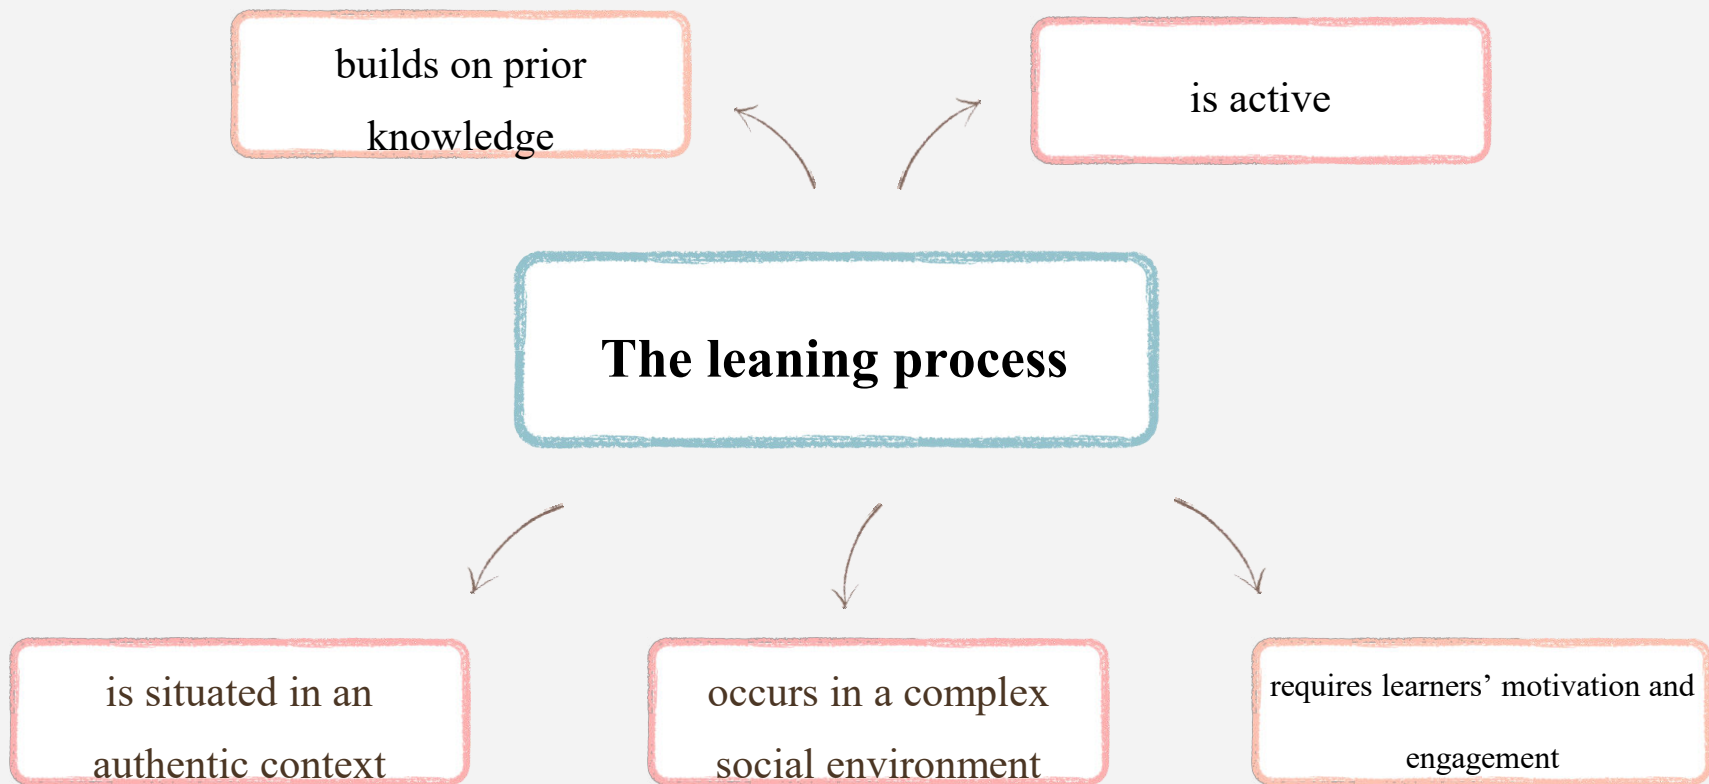 builds on prior
knowledge
is active
The leaning process
is situated in an
authentic context
occurs in a complex
social environment
requires learners’ motivation and
engagement